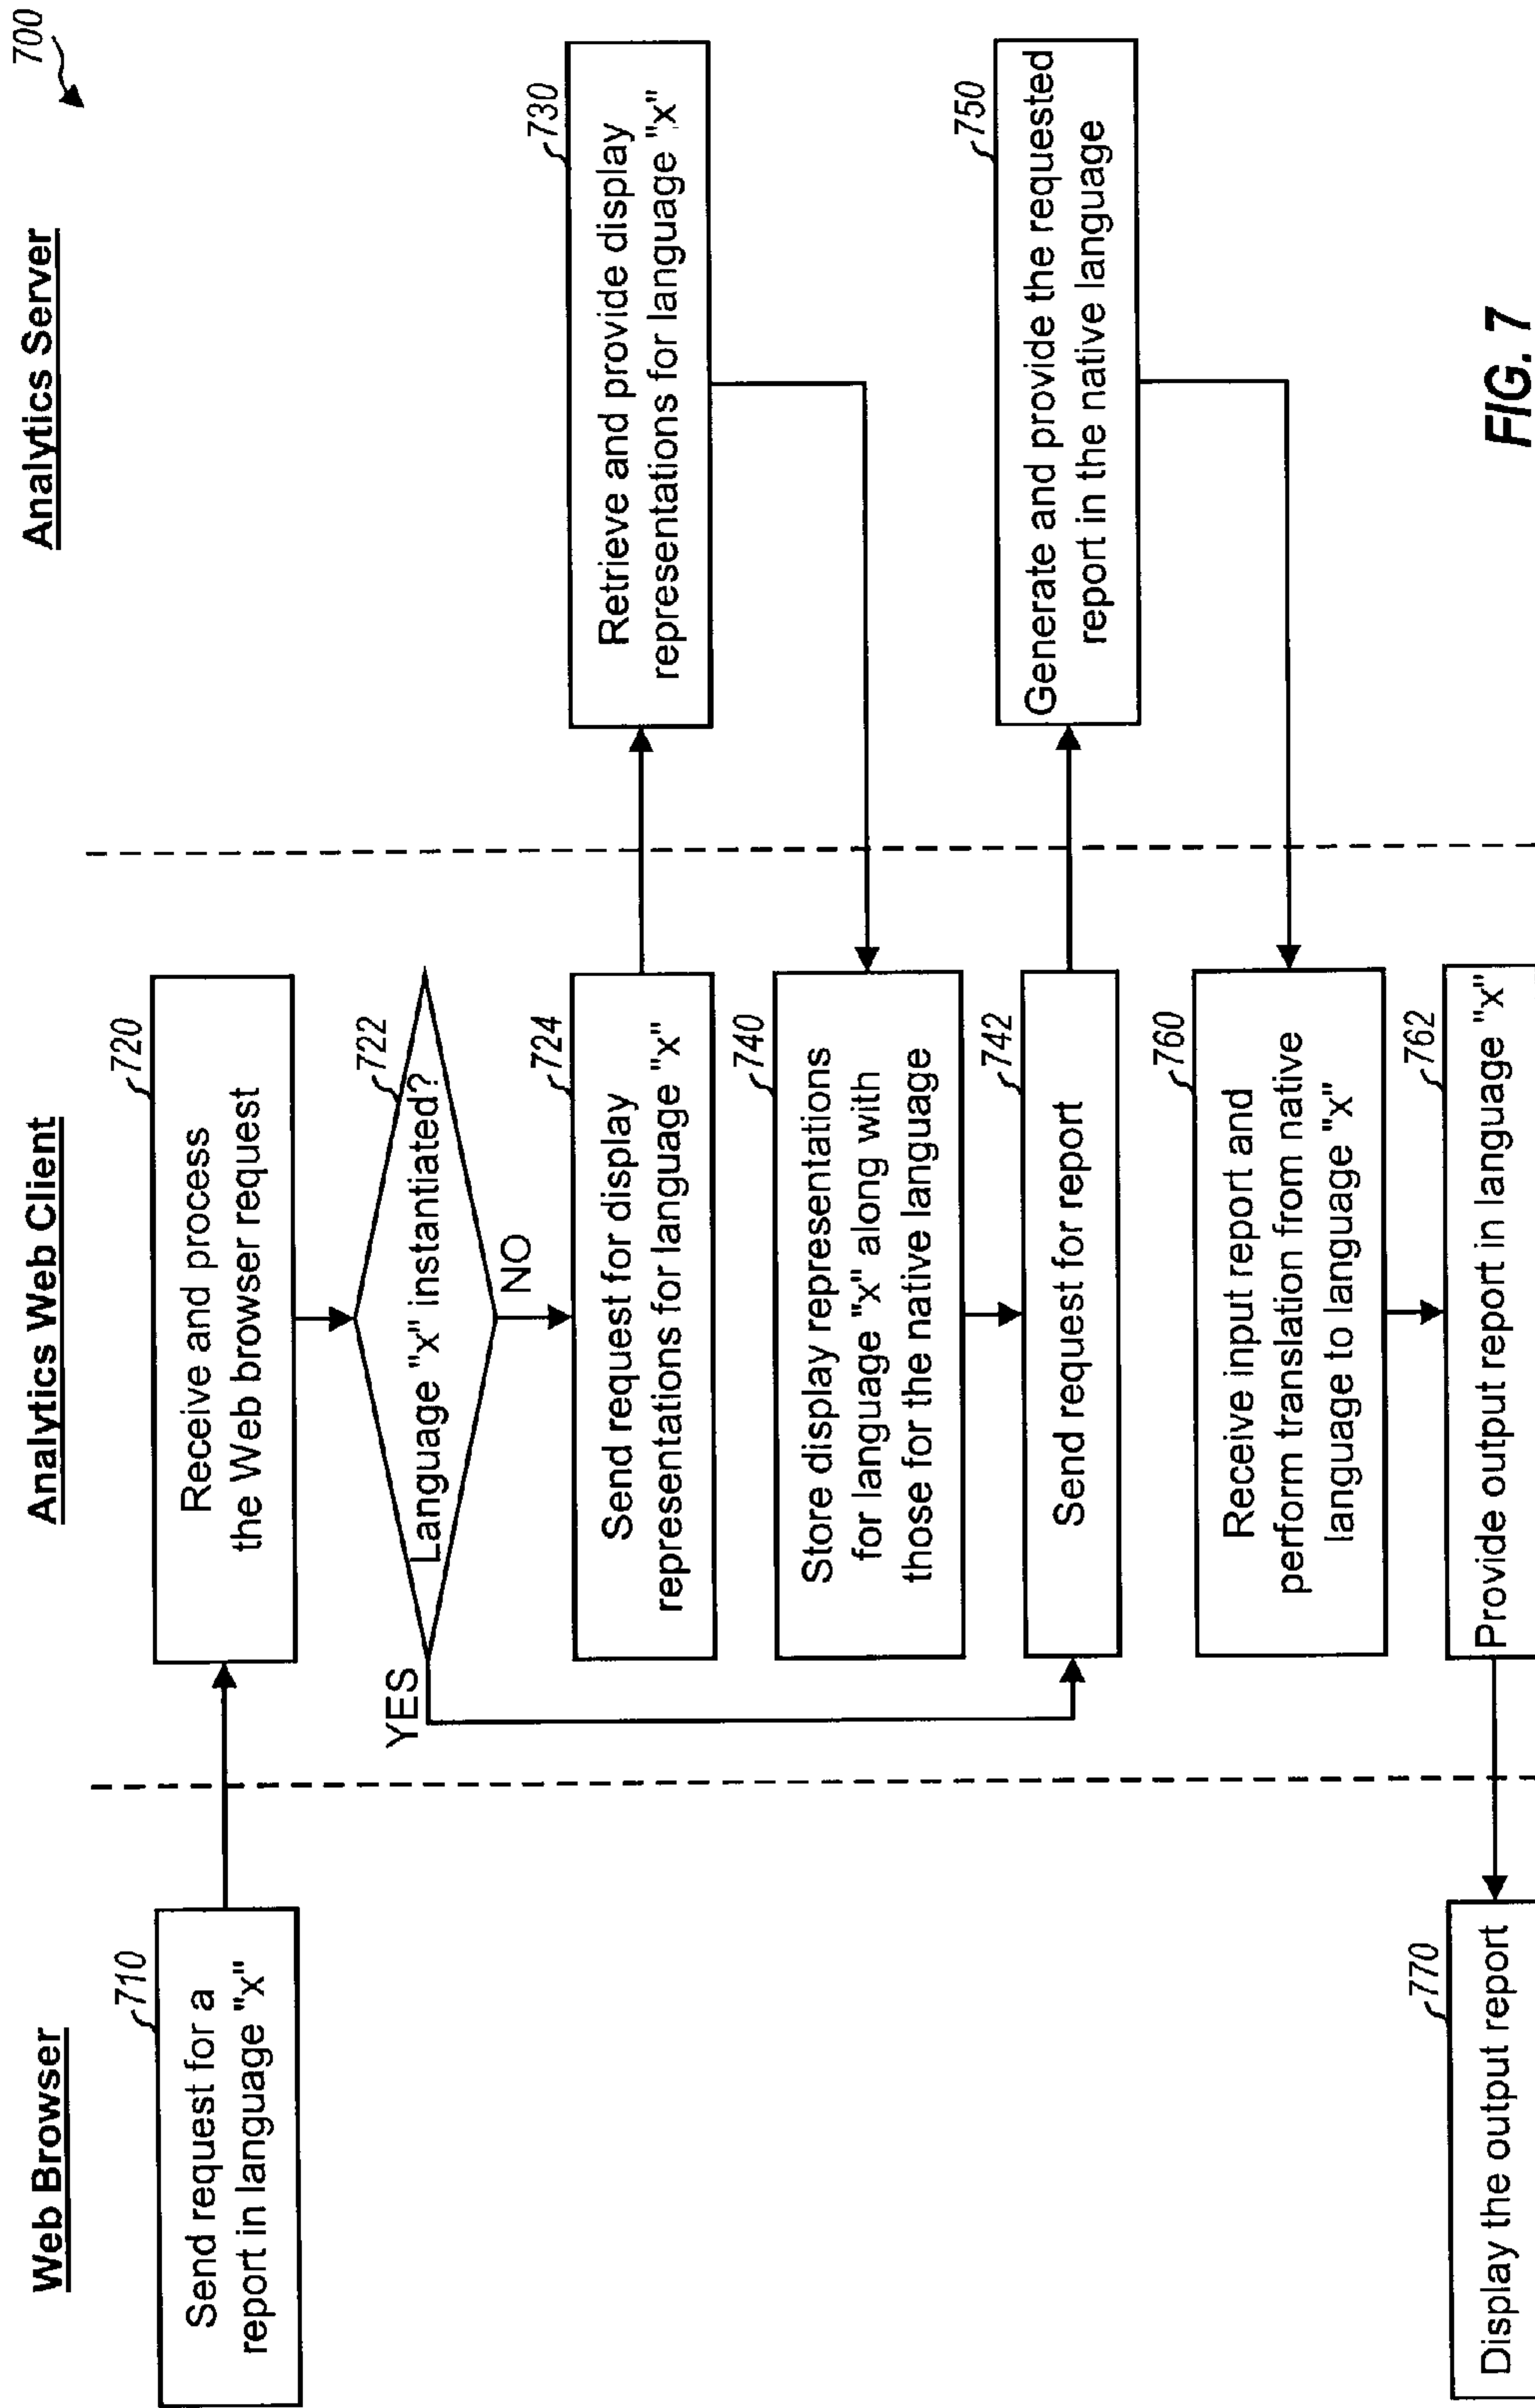 700
Web Browser
Analytics Web Client
Analytics Server
710
Send request for a
report in language "x"
720
Receive and process
the Web browser request
722
Language "x" instantiated?
YES
NO
724
Send request for display
representations for language "x"
730
Retrieve and provide display
representations for language "x"
740
Store display representations
for language "x" along with
those for the native language
742
Send request for report
750
Generate and provide the requested
report in the native language
760
Receive input report and
perform translation from native
language to language "x"
762
Provide output report in language "x"
770
Display the output report
FIG. 7